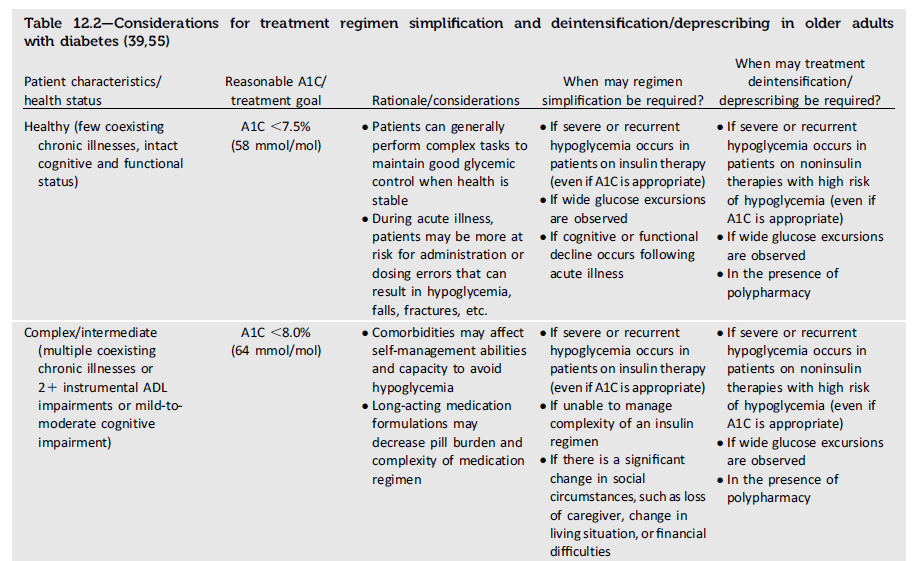 Table 12.2—Considerations for treatment regimen simplification and deintensification/deprescribing in older adults
with diabetes (39,55)
Patient characteristics/
health status
Reasonable A1C/
treatment goal
Rationale/considerations
When may regimen
simplification be required?
When may treatment
deintensification/
deprescribing be required?
Healthy (few coexisting
chronic illnesses, intact
cognitive and functional
status)
A1C <7.5%
(58 mmol/mol)
• Patients can generally
perform complex tasks to
maintain good glycemic
control when health is
stable
• During acute illness,
patients may be more at
risk for administration or
dosing errors that can
result in hypoglycemia,
falls, fractures, etc.
• If severe or recurrent
hypoglycemia occurs in
patients on insulin therapy
(even if A1C is appropriate)
• If wide glucose excursions
are observed
• If cognitive or functional
decline occurs following
acute illness
• If severe or recurrent
hypoglycemia occurs in
patients on noninsulin
therapies with high risk
of hypoglycemia (even if
A1C is appropriate)
• If wide glucose excursions
are observed
• In the presence of
polypharmacy
Complex/intermediate
(multiple coexisting
chronic illnesses or
2+ instrumental ADL
impairments or mild-to-
moderate cognitive
impairment)
A1C <8.0%
(64 mmol/mol)
• Comorbidities may affect
self-management abilities
and capacity to avoid
hypoglycemia
• Long-acting medication
formulations may
decrease pill burden and
complexity of medication
regimen
• If severe or recurrent
hypoglycemia occurs in
patients on insulin therapy
(even if A1C is appropriate)
• If unable to manage
complexity of an insulin
regimen
• If there is a significant
change in social
circumstances, such as loss
of caregiver, change in
living situation, or financial
difficulties
• If severe or recurrent
hypoglycemia occurs in
patients on noninsulin
therapies with high risk
of hypoglycemia (even if
A1C is appropriate)
• If wide glucose excursions
are observed
• In the presence of
polypharmacy